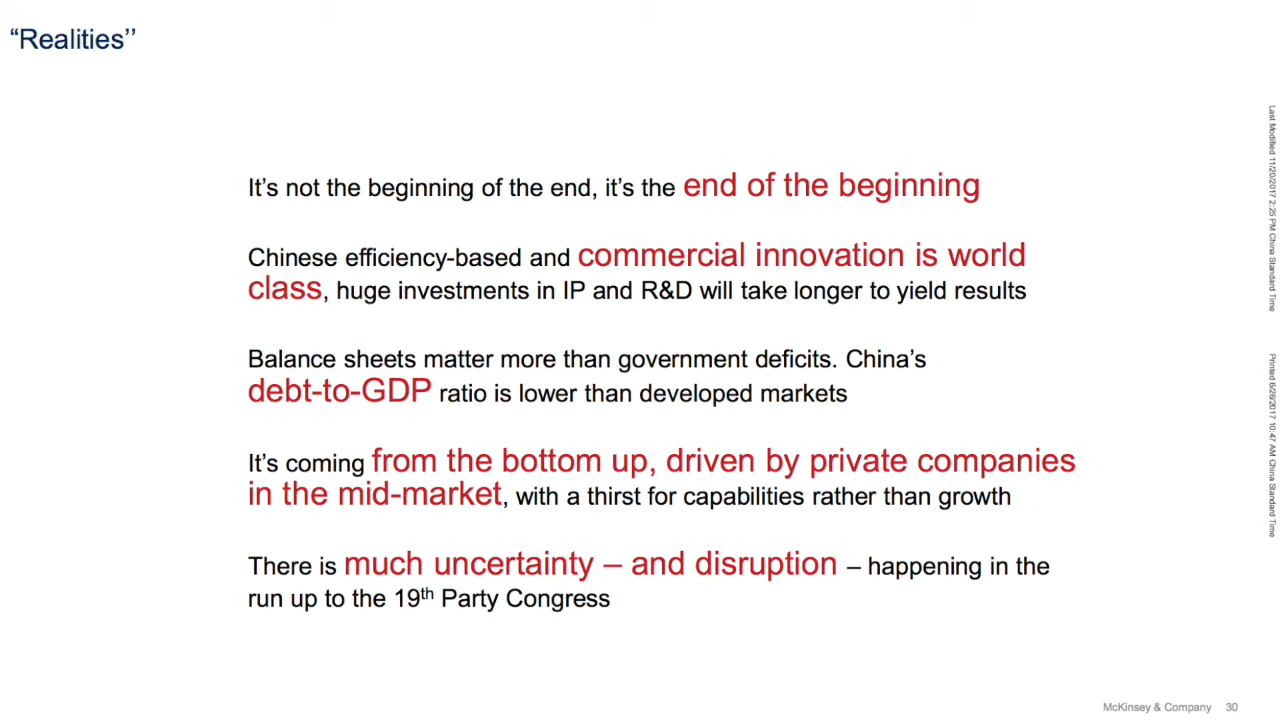 “Realities’’
It’s not the beginning of the end, it’s the end of the beginning
Chinese efficiency-based and commercial innovation is world
class, huge investments in IP and R&D will take longer to yield results
Balance sheets matter more than government deficits. China’s
debt-to-GDP ratio is lower than developed markets
It’s coming from the bottom up, driven by private companies
in the mid-market, with a thirst for capabilities rather than growth
There is much uncertainty – and disruption – happening in the
run up to the 19th Party Congress
Last Modified 11/20/2017 2:25 PM China Standard Time
Printed 6/26/2017 10:47 AM China Standard Time
McKinsey & Company 30